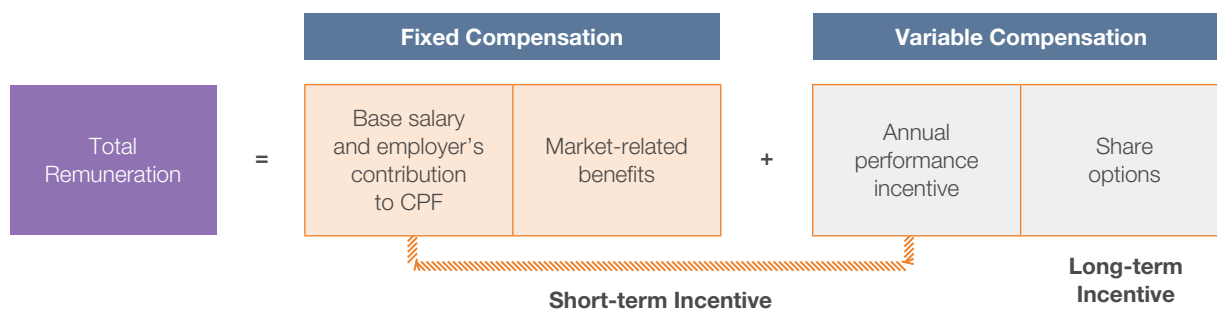 Fixed Compensation
Variable Compensation
Total
Remuneration
=
Base salary
and employer's
contribution
to CPF
Market-related
benefits
+
Annual
performance
incentive
Share
options
Short-term Incentive
Long-term
Incentive